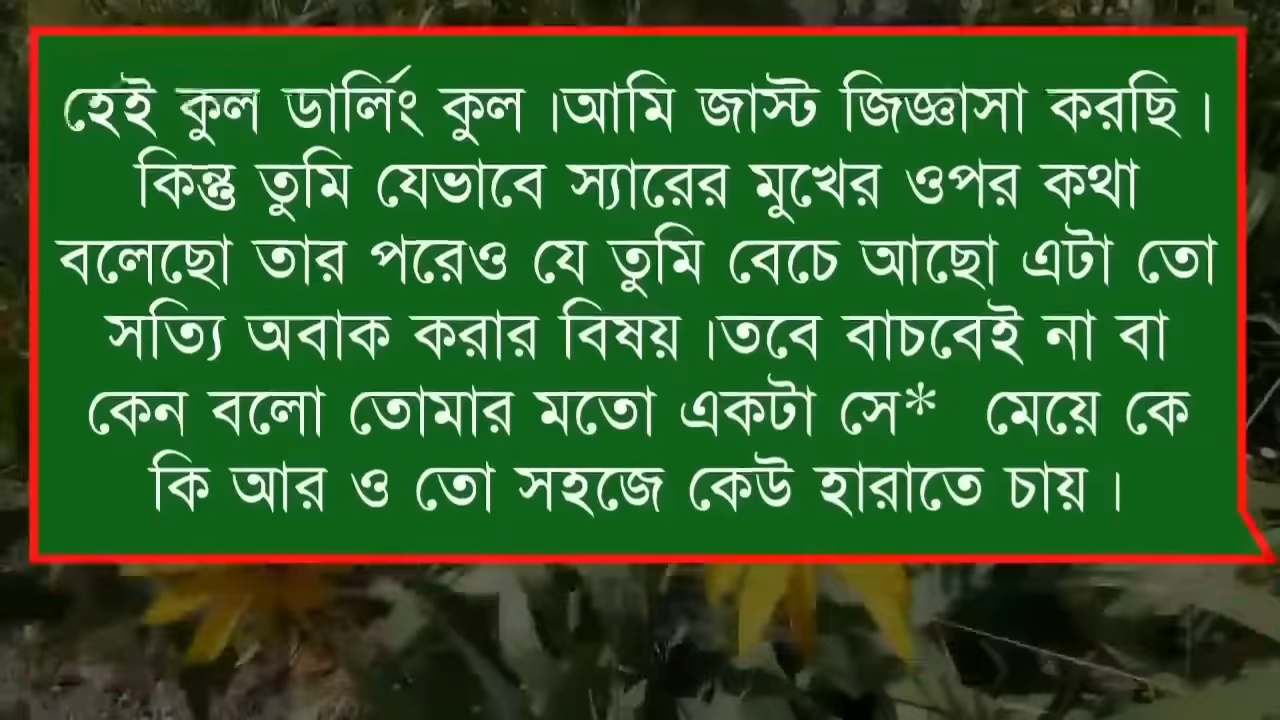 হেই কুল ডার্লিং কুল ।আমি জাস্ট জিজ্ঞাসা করছি ।
কিন্তু তুমি যেভাবে স্যারের মুখের ওপর কথা
বলেছো তার পরেও যে তুমি বেচে আছো এটা তো
সত্যি অবাক করার বিষয় ।তবে বাচবেই না বা
কেন বলো তোমার মতো একটা সে* মেয়ে কে
কি আর ও তো সহজে কেউ হারাতে চায় ।